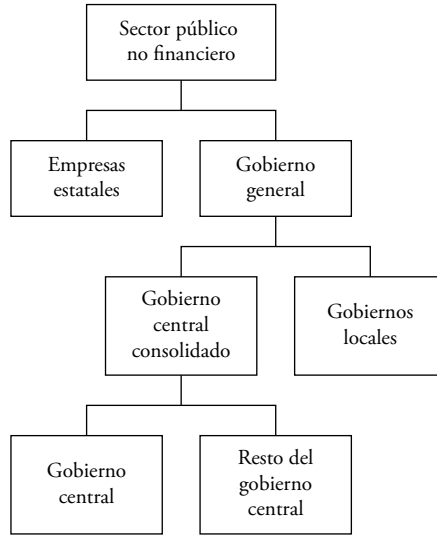 Sector público
no financiero
Empresas
estatales
Gobierno
general
Gobierno
central
consolidado
Gobiernos
locales
Gobierno
central
Resto del
gobierno
central